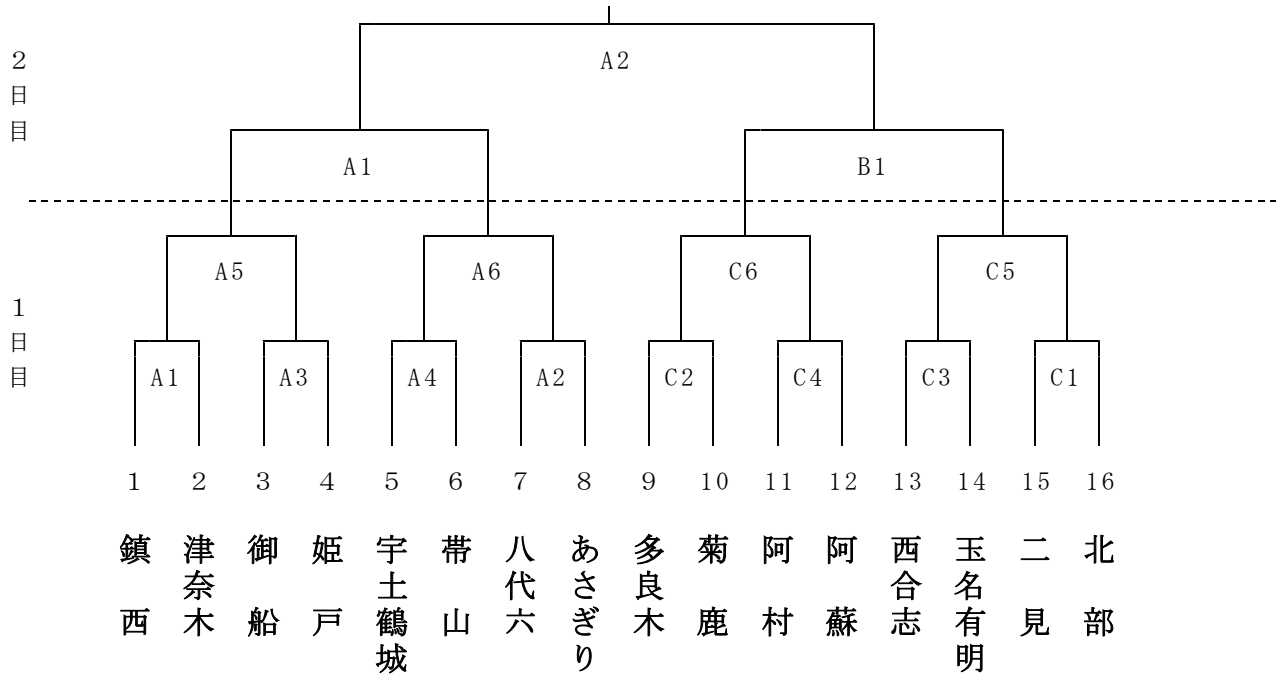 2日目
A2
A1
B1
1日目
A5
A6
C6
C5
A1
A3
A4
A2
C2
C4
C3
C1
1
2
3
4
5
6
7
8
9
10
11
12
13
14
15
16
鎮西
津奈木
御船
姫戸
宇土鶴城
帯山
八代六
あさぎり
多良木
菊鹿
阿村
阿蘇
西合志
玉名有明
二見
北部